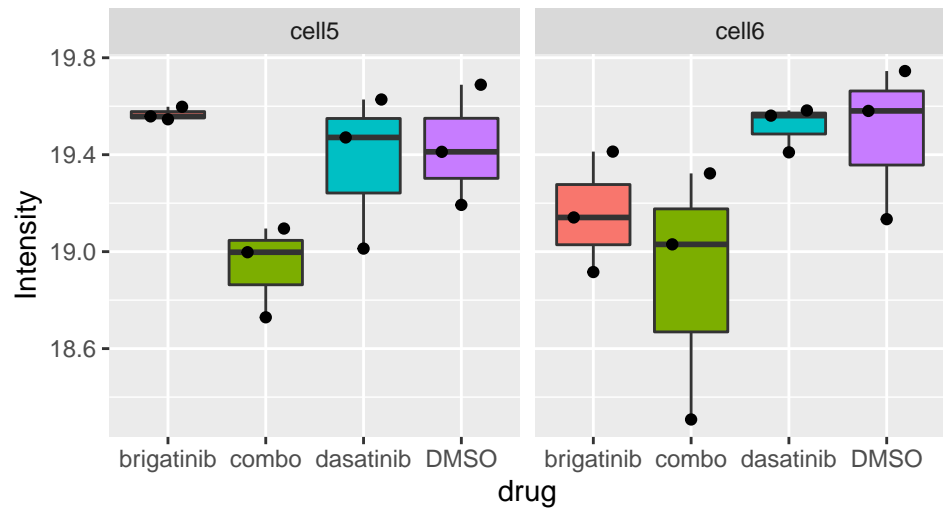 cell5 cell6
19.8
19.4
19.0
18.6
Intensity
brigatinib combo dasatinib DMSO brigatinib combo dasatinib DMSO
drug